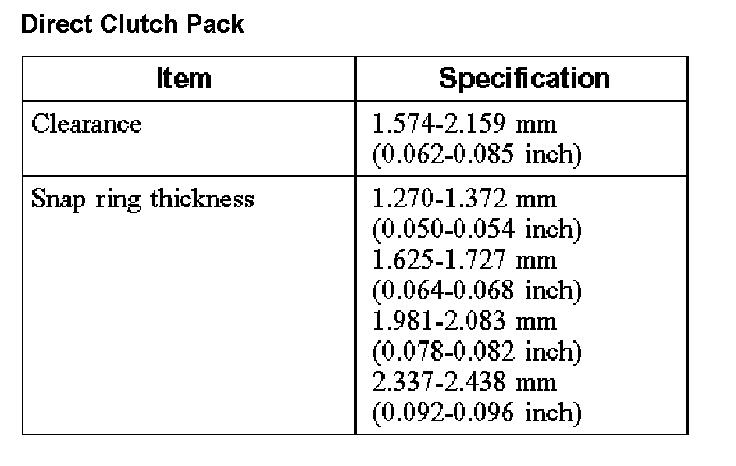 Direct Clutch Pack
Item Specification
Clearance 1.574-2.159 mm
(0.062-0.085 inch)
Snap ring thickness 1.270-1.372 mm
(0.050-0.054 inch)
1.625-1.727 mm
(0.064-0.068 inch)
1.981-2.083 mm
(0.078-0.082 inch)
2.337-2.438 mm
(0.092-0.096 inch)